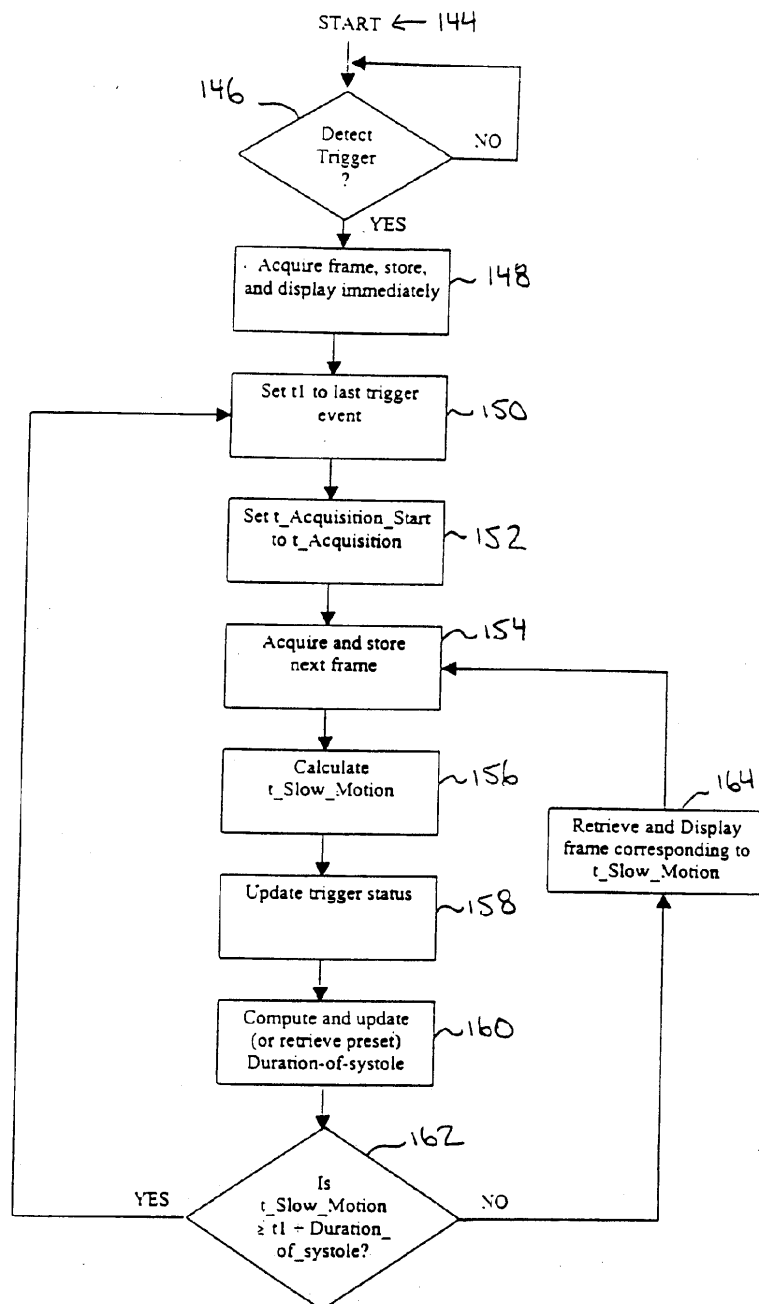 START ← 144
146
Detect
Trigger
?
NO
YES
Acquire frame, store,
and display immediately
148
Set t1 to last trigger
event
150
Set t_Acquisition_Start
to t_Acquisition
152
Acquire and store
next frame
154
Calculate
t_Slow_Motion
156
164
Retrieve and Display
frame corresponding to
t_Slow_Motion
Update trigger status
158
Compute and update
(or retrieve preset)
Duration-of-systole
160
162
Is
t_Slow_Motion
≥ t1 + Duration_
of_systole?
YES
NO